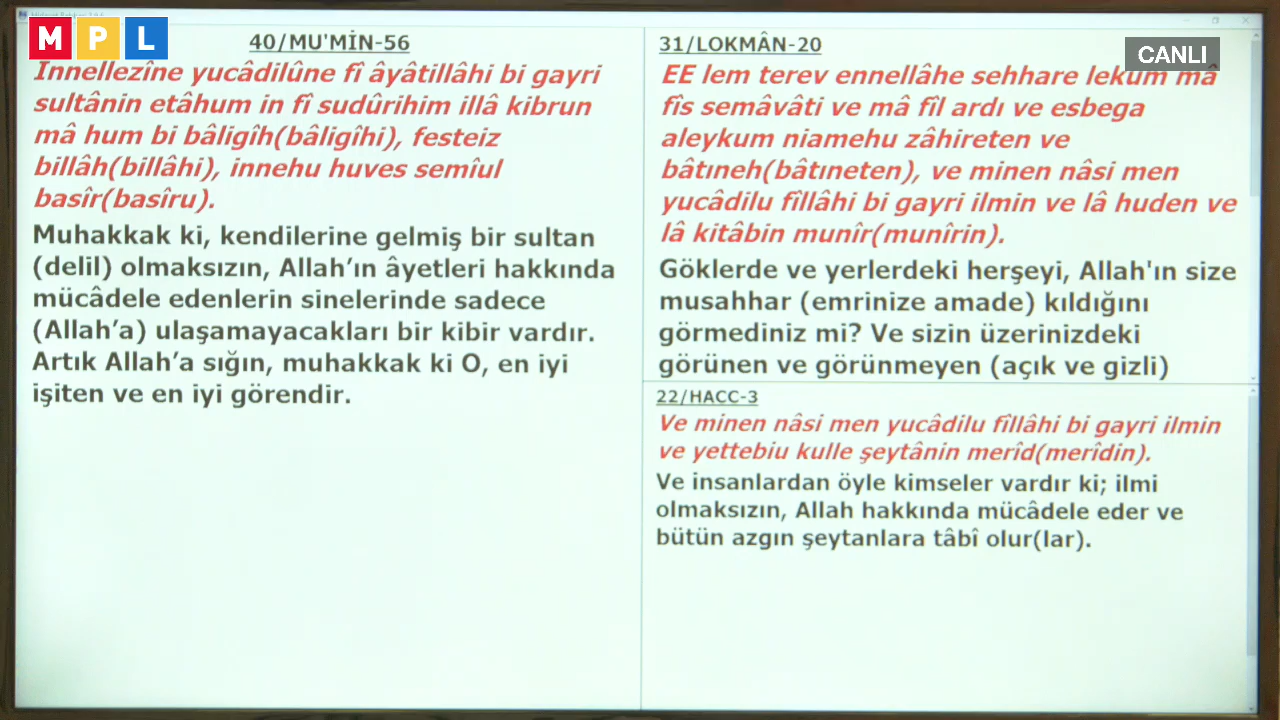 MPL
CANLI
40/MU'MİN-56
İnnellezîne yucâdilûne fî âyâtillâhi bi gayri
sultânin etâhum in fî sudûrihim illâ kibrun
mâ hum bi bâligîh(bâligîhi), festeiz
billâh(billâhi), innehu huves semîul
basîr(basîru).
Muhakkak ki, kendilerine gelmiş bir sultan
(delil) olmaksızın, Allah’ın âyetleri hakkında
mücâdele edenlerin sinelerinde sadece
(Allah’a) ulaşamayacakları bir kibir vardır.
Artık Allah’a sığın, muhakkak ki O, en iyi
işiten ve en iyi görendir.
31/LOKMÂN-20
EE lem terev ennellâhe sehhare lekum mâ
fîs semâvâti ve mâ fîl ardı ve esbega
aleykum niamehu zâhireten ve
bâtıneh(bâtıneten), ve minen nâsi men
yucâdilu fîllâhi bi gayri ilmin ve lâ huden ve
lâ kitâbin munîr(munîrin).
Göklerde ve yerlerdeki herşeyi, Allah'ın size
musahhar (emrinize amade) kıldığını
görmediniz mi? Ve sizin üzerinizdeki
görünen ve görünmeyen (açık ve gizli)
22/HACC-3
Ve minen nâsi men yucâdilu fîllâhi bi gayri ilmin
ve yettebiu kulle şeytânin merîd(merîdin).
Ve insanlardan öyle kimseler vardır ki; ilmi
olmaksızın, Allah hakkında mücâdele eder ve
bütün azgın şeytanlara tâbî olur(lar).